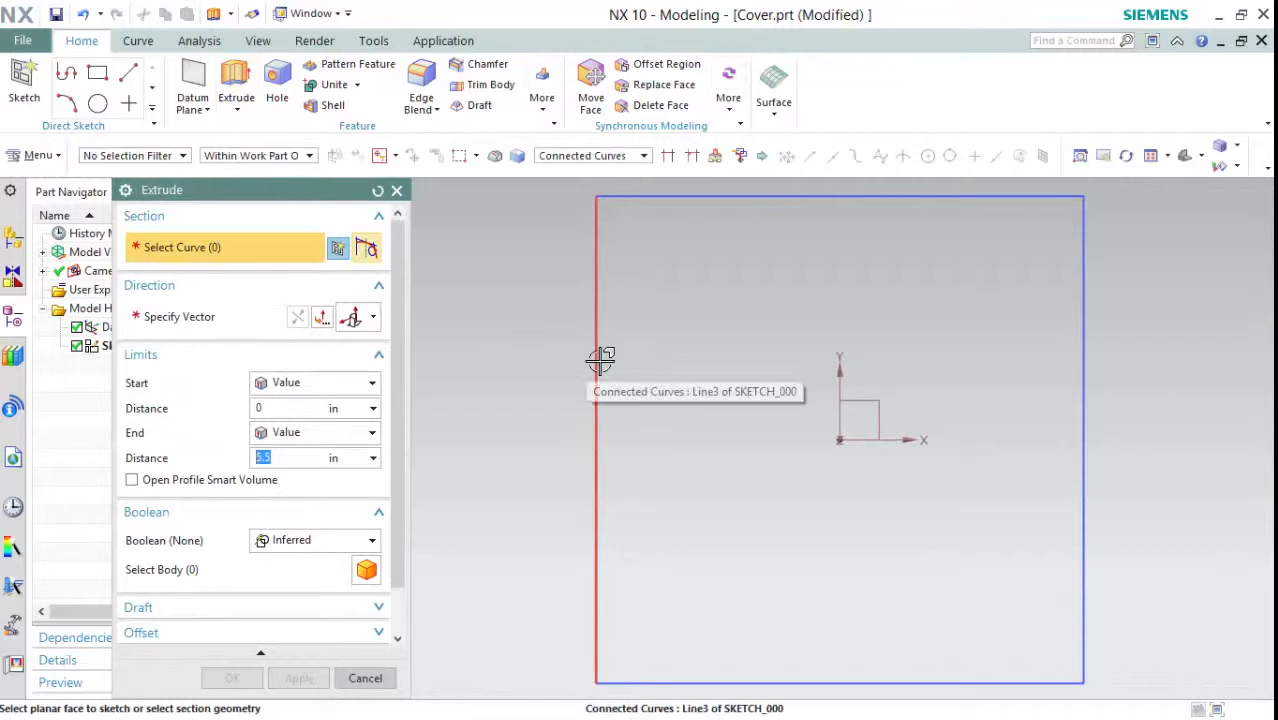 NX
Window
NX 10 - Modeling - [Cover.prt (Modified) ]
SIEMENS
File
Home
Curve
Analysis
View
Render
Tools
Application
Find a Command
Sketch
Direct Sketch
Datum
Plane
Extrude
Hole
Pattern Feature
Unite
Shell
Edge
Blend
Chamfer
Trim Body
Draft
More
Feature
Move
Face
Offset Region
Replace Face
Delete Face
More
Synchronous Modeling
Surface
Menu
No Selection Filter
Within Work Part O
Connected Curves
Part Navigator
Name
History M
Model V
Came
User Exp
Model H
Da
SK
Dependencie
Details
Preview
Extrude
Section
* Select Curve (0)
Direction
* Specify Vector
Limits
Start
Value
Distance
0
in
End
Value
Distance
5.5
in
Open Profile Smart Volume
Boolean
Boolean (None)
Inferred
Select Body (0)
Draft
Offset
OK
Apply
Cancel
Connected Curves : Line3 of SKETCH_000
Y
X
Select planar face to sketch or select section geometry
Connected Curves : Line3 of SKETCH_000